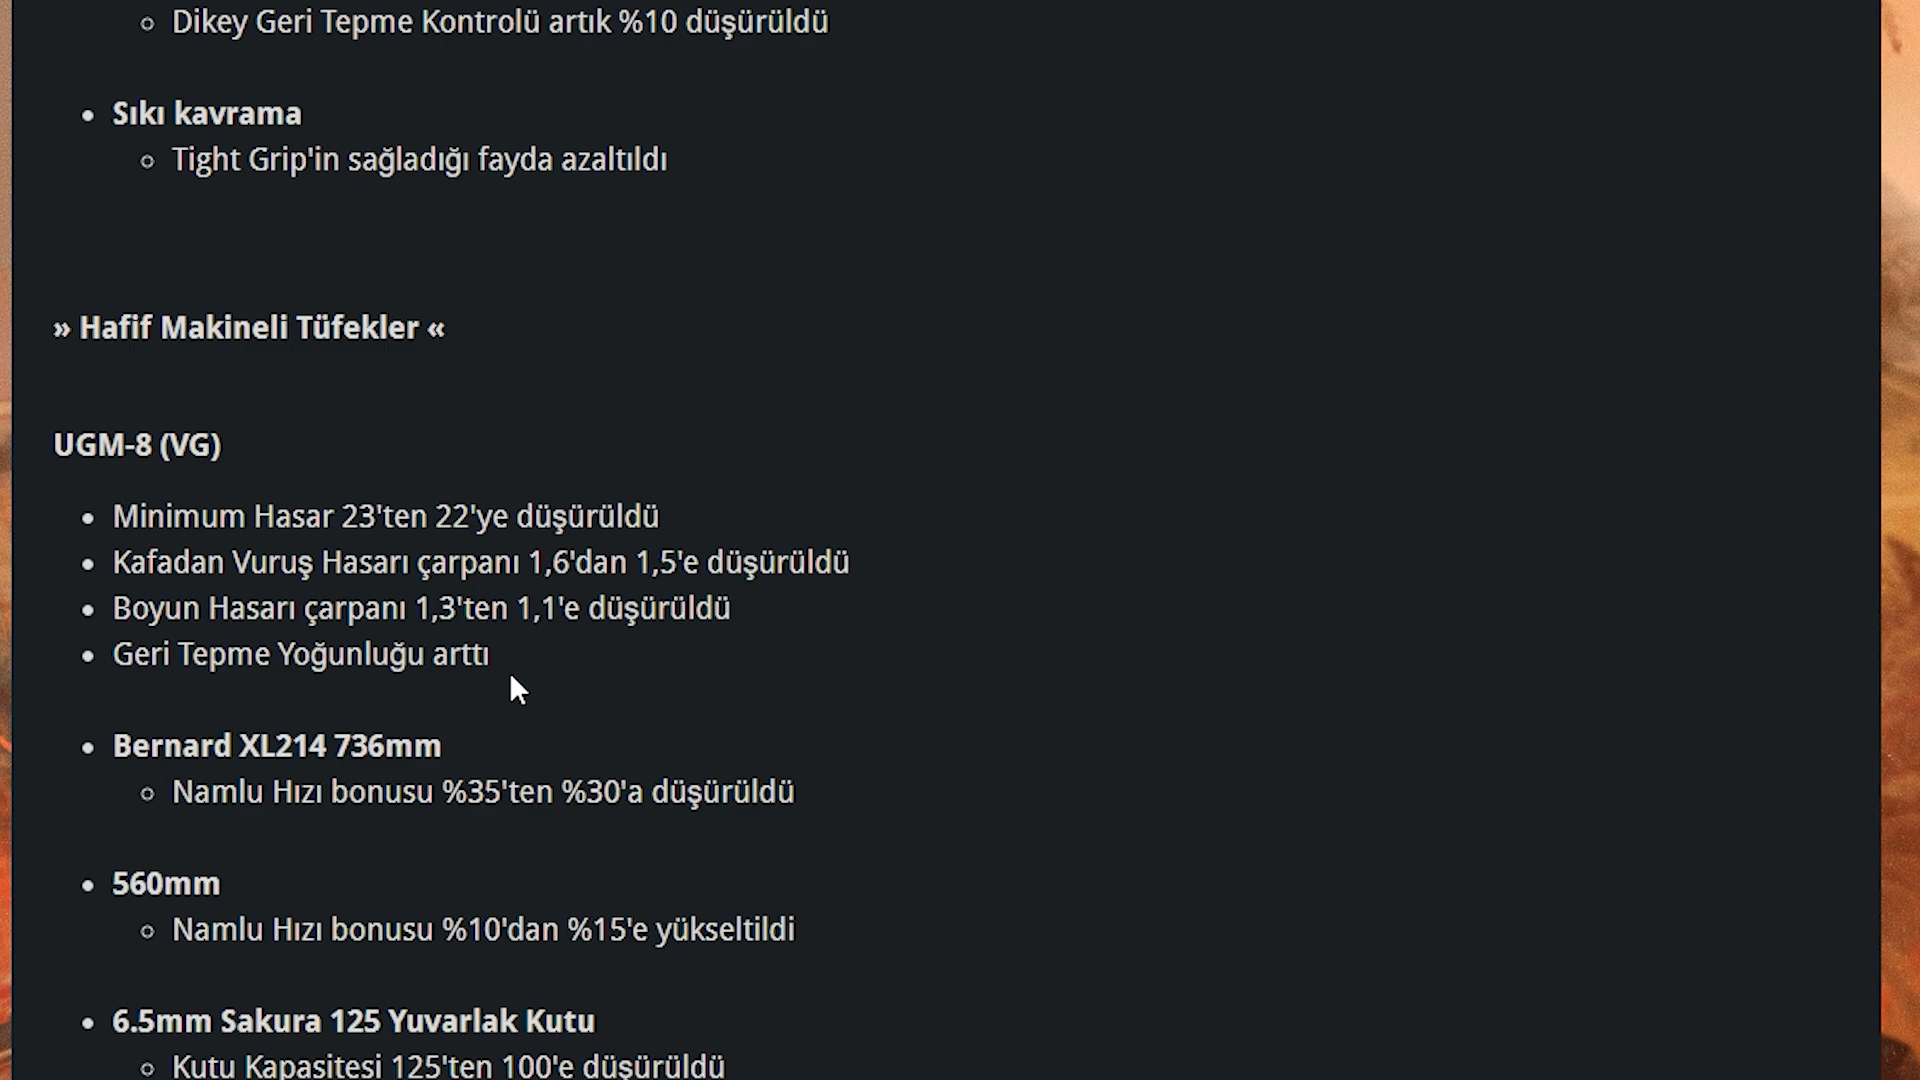 Dikey Geri Tepme Kontrolü artık %10 düşürüldü
Sıkı kavrama
Tight Grip'in sağladığı fayda azaltıldı
» Hafif Makineli Tüfekler «
UGM-8 (VG)
Minimum Hasar 23'ten 22'ye düşürüldü
Kafadan Vuruş Hasarı çarpanı 1,6'dan 1,5'e düşürüldü
Boyun Hasarı çarpanı 1,3'ten 1,1'e düşürüldü
Geri Tepme Yoğunluğu arttı
Bernard XL214 736mm
Namlu Hızı bonusu %35'ten %30'a düşürüldü
560mm
Namlu Hızı bonusu %10'dan %15'e yükseltildi
6.5mm Sakura 125 Yuvarlak Kutu
Kutu Kapasitesi 125'ten 100'e düşürüldü